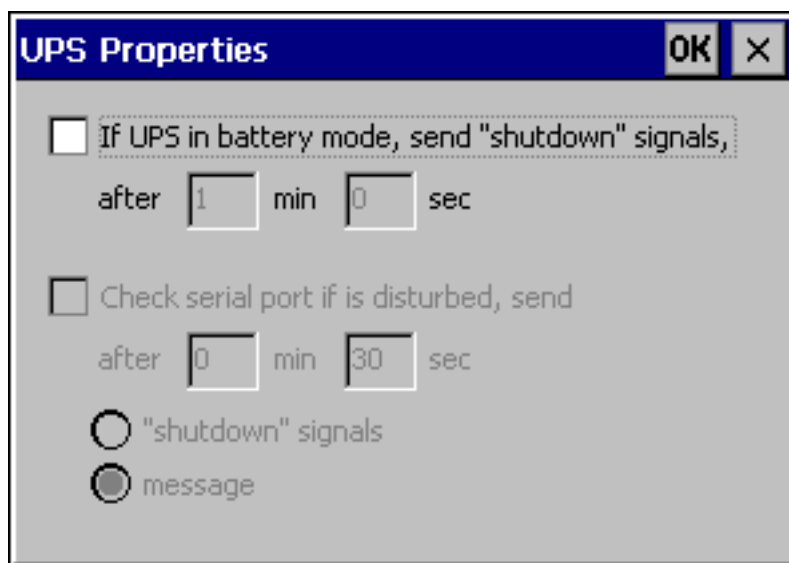 UPS Properties OK ×
If UPS in battery mode, send "shutdown" signals,
after 1 min 0 sec
Check serial port if is disturbed, send
after 0 min 30 sec
"shutdown" signals
message